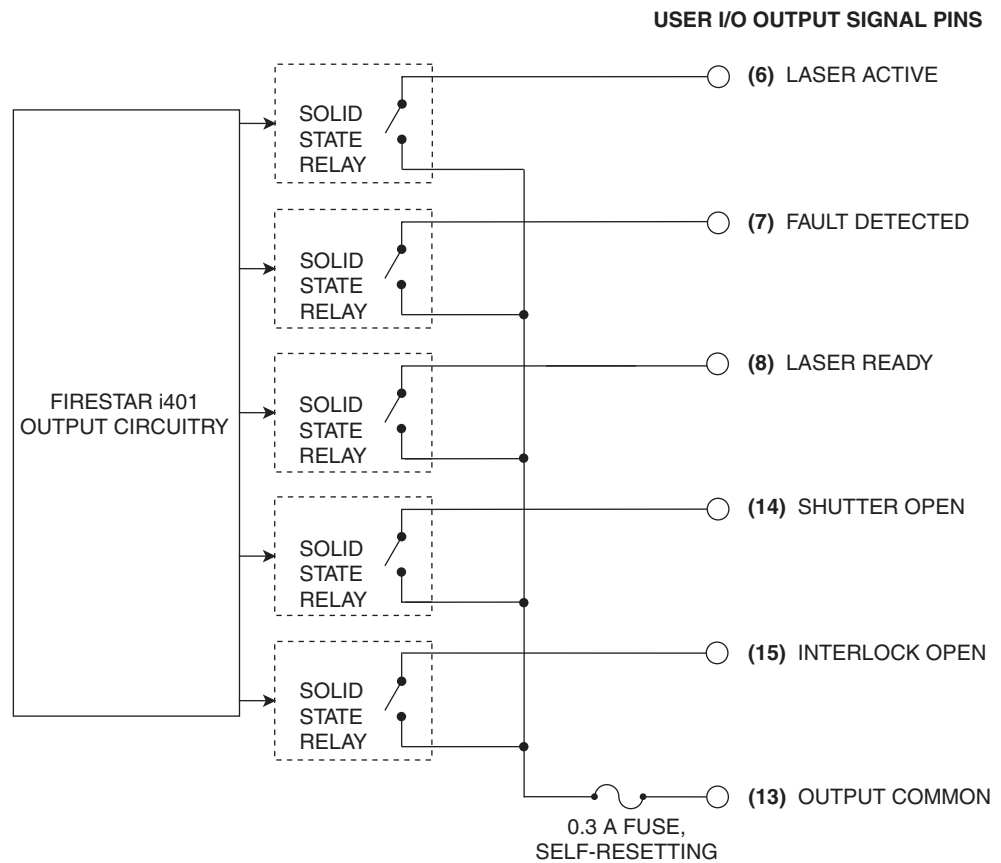 USER I/O OUTPUT SIGNAL PINS
SOLID
STATE
RELAY
(6) LASER ACTIVE
SOLID
STATE
RELAY
(7) FAULT DETECTED
FIRESTAR i401
OUTPUT CIRCUITRY
SOLID
STATE
RELAY
(8) LASER READY
SOLID
STATE
RELAY
(14) SHUTTER OPEN
SOLID
STATE
RELAY
(15) INTERLOCK OPEN
(13) OUTPUT COMMON
0.3 A FUSE,
SELF-RESETTING